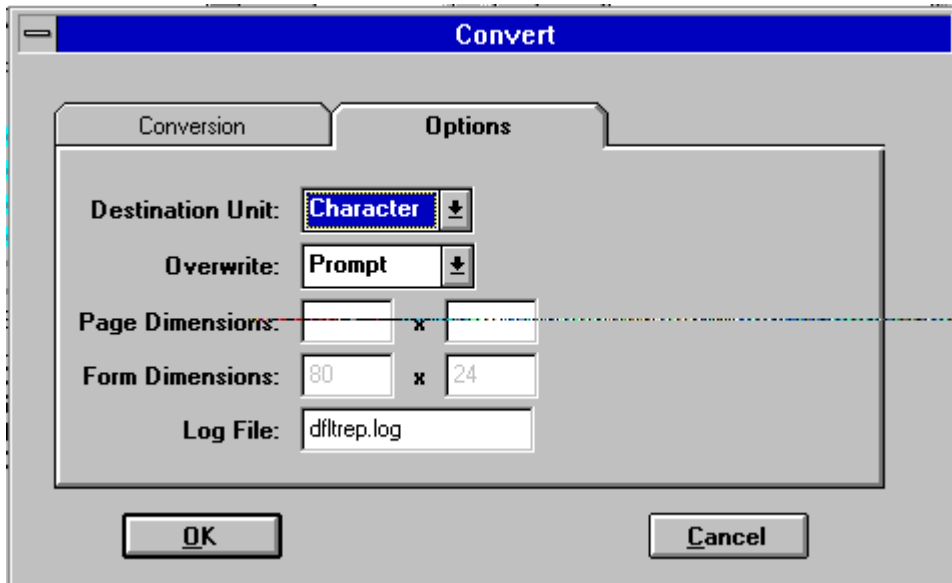 Convert
Conversion Options
Destination Unit: Character
Overwrite: Prompt
Page Dimensions: x
Form Dimensions: 80 x 24
Log File: dfltrep.log
OK Cancel